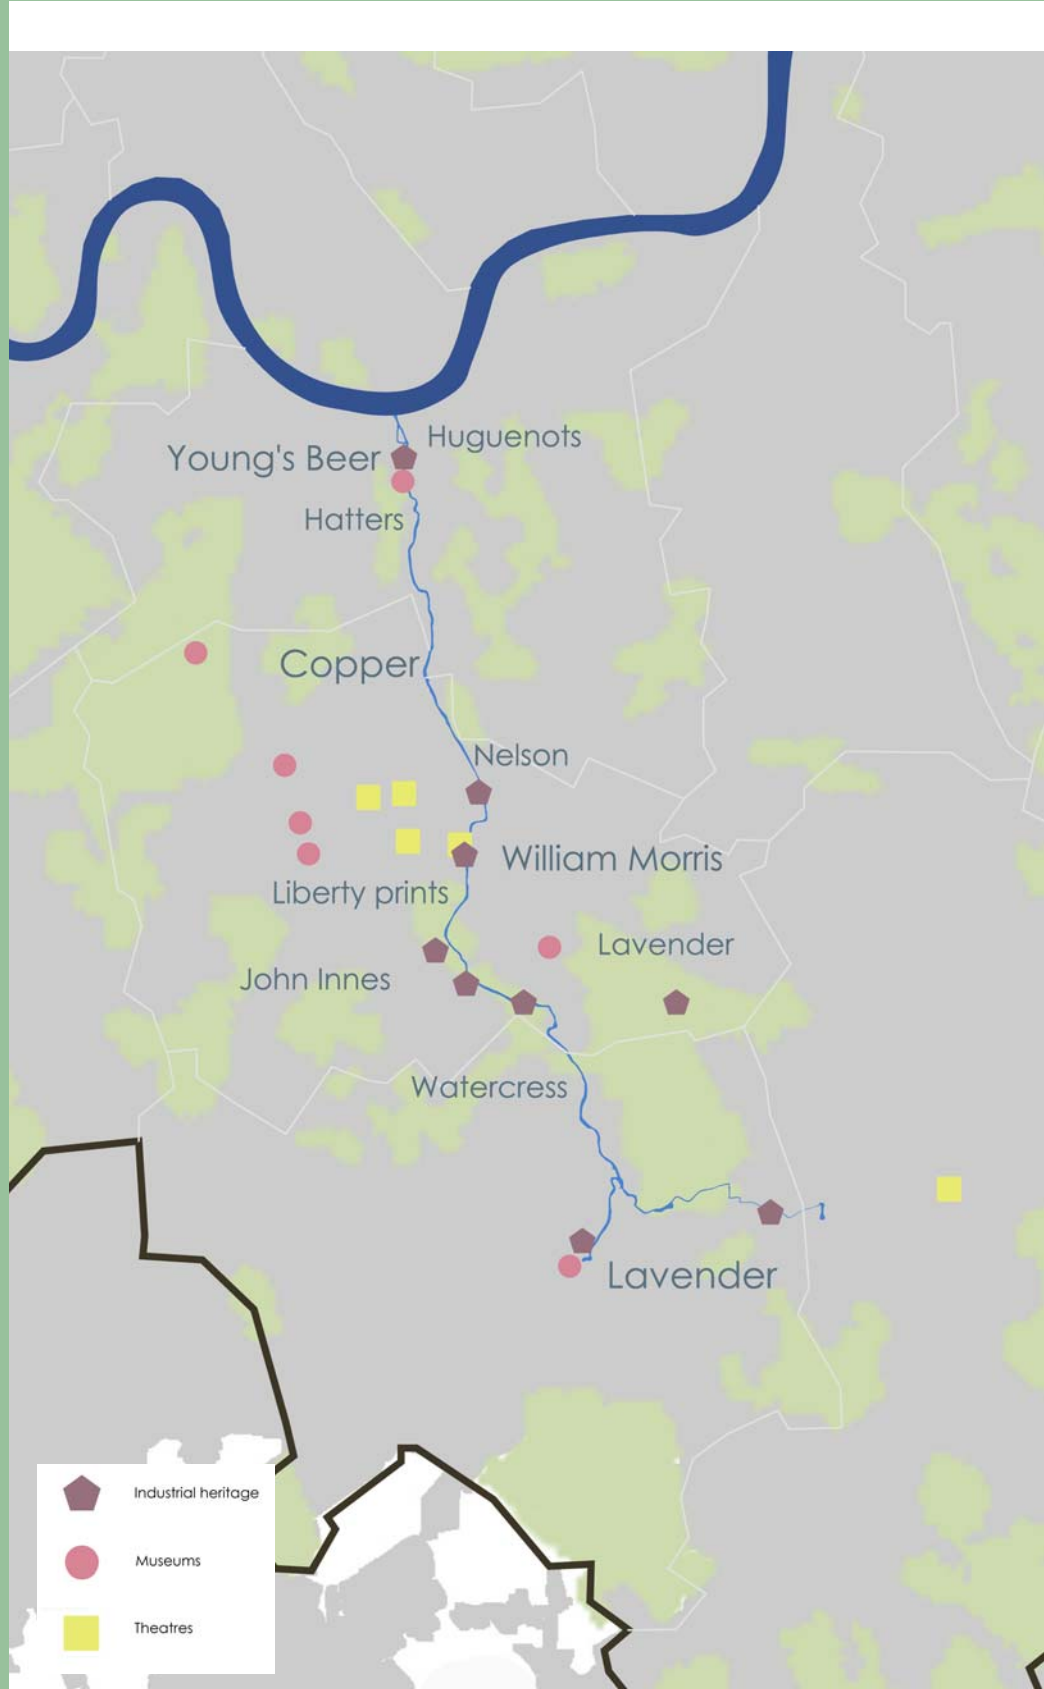 Huguenots
Young's Beer
Hatters
Copper
Nelson
William Morris
Liberty prints
Lavender
John Innes
Watercress
Lavender
Industrial heritage
Museums
Theatres